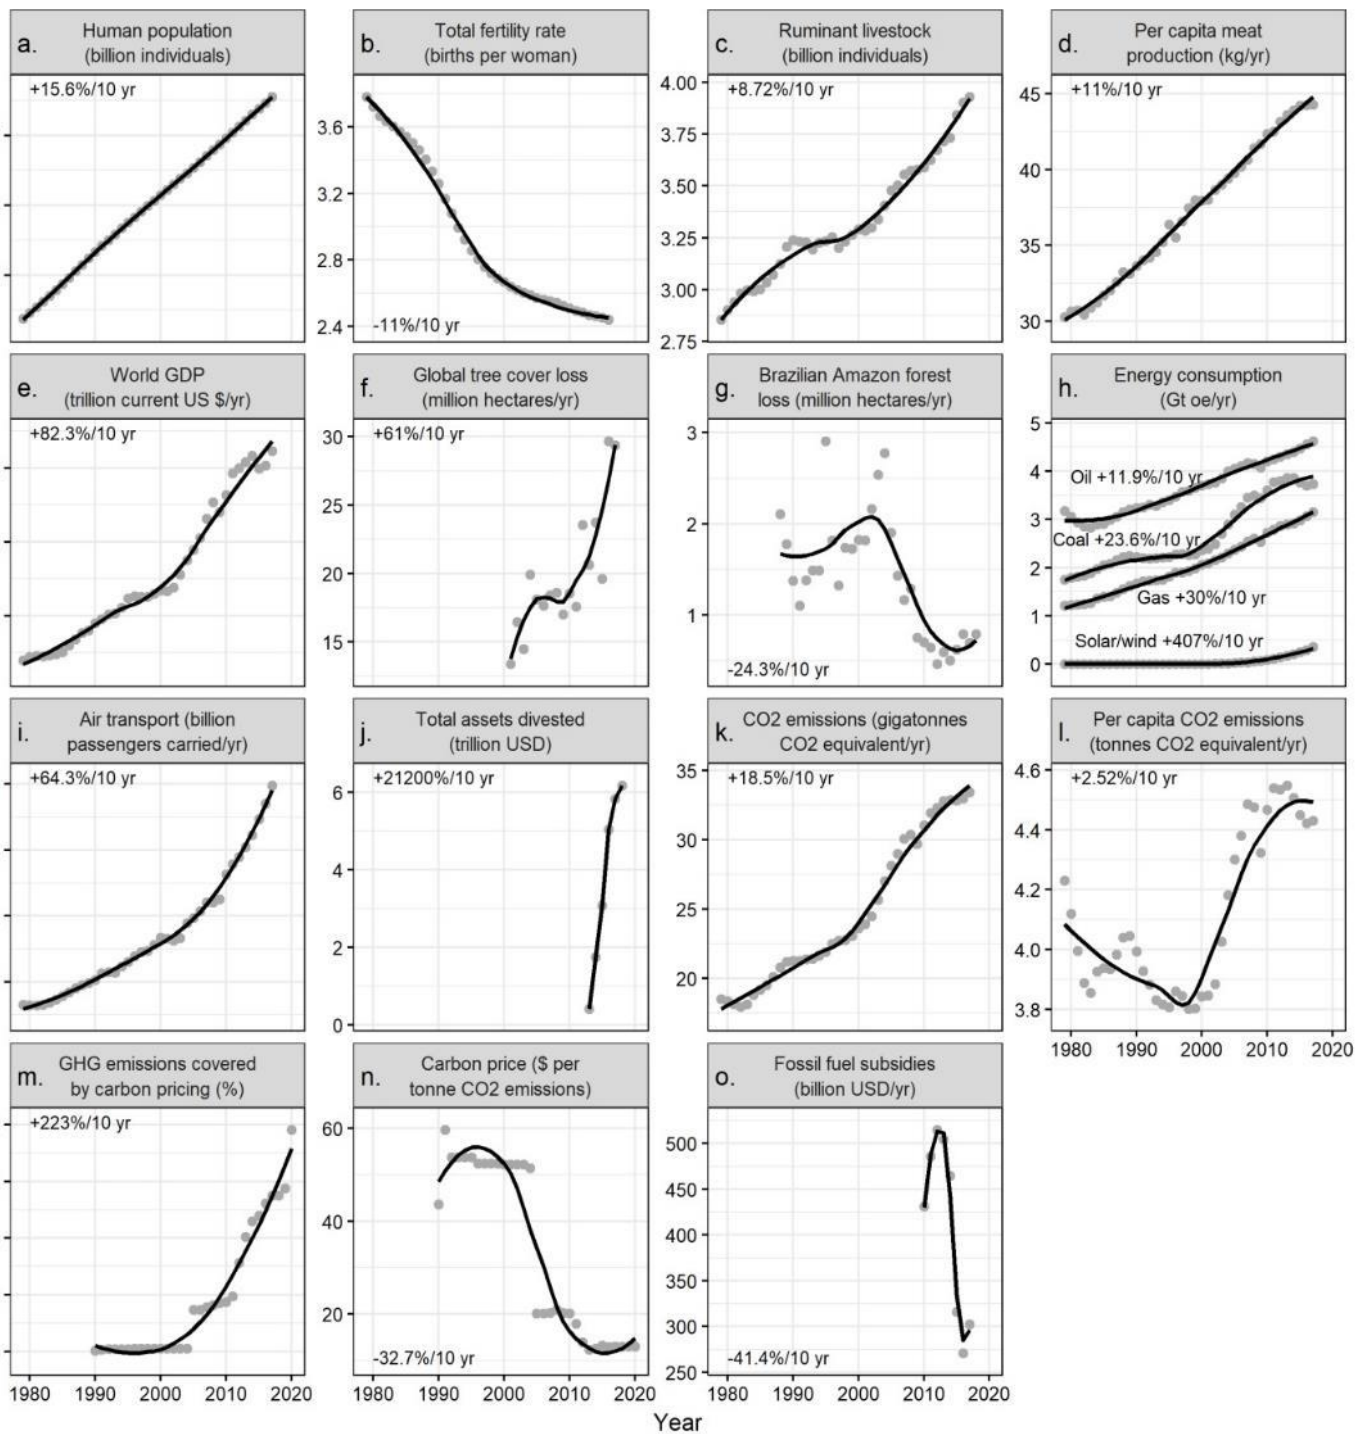 a.
Human population
(billion individuals)
+15.6%/10 yr
b.
Total fertility rate
(births per woman)
3.6
3.2
2.8
2.4
-11%/10 yr
c.
Ruminant livestock
(billion individuals)
4.00
3.75
3.50
3.25
3.00
2.75
+8.72%/10 yr
d.
Per capita meat
production (kg/yr)
45
40
35
30
+11%/10 yr
e.
World GDP
(trillion current US $/yr)
+82.3%/10 yr
f.
Global tree cover loss
(million hectares/yr)
30
25
20
15
+61%/10 yr
g.
Brazilian Amazon forest
loss (million hectares/yr)
3
2
1
-24.3%/10 yr
h.
Energy consumption
(Gt oe/yr)
5
4
3
2
1
0
Oil +11.9%/10 yr
Coal +23.6%/10 yr
Gas +30%/10 yr
Solar/wind +407%/10 yr
i.
Air transport (billion
passengers carried/yr)
+64.3%/10 yr
j.
Total assets divested
(trillion USD)
6
4
2
0
+21200%/10 yr
k.
CO2 emissions (gigatonnes
CO2 equivalent/yr)
35
30
25
20
+18.5%/10 yr
l.
Per capita CO2 emissions
(tonnes CO2 equivalent/yr)
4.6
4.4
4.2
4.0
3.8
+2.52%/10 yr
1980 1990 2000 2010 2020
m.
GHG emissions covered
by carbon pricing (%)
+223%/10 yr
1980 1990 2000 2010 2020
n.
Carbon price ($ per
tonne CO2 emissions)
60
40
20
-32.7%/10 yr
1980 1990 2000 2010 2020
o.
Fossil fuel subsidies
(billion USD/yr)
500
450
400
350
300
250
-41.4%/10 yr
1980 1990 2000 2010 2020
Year